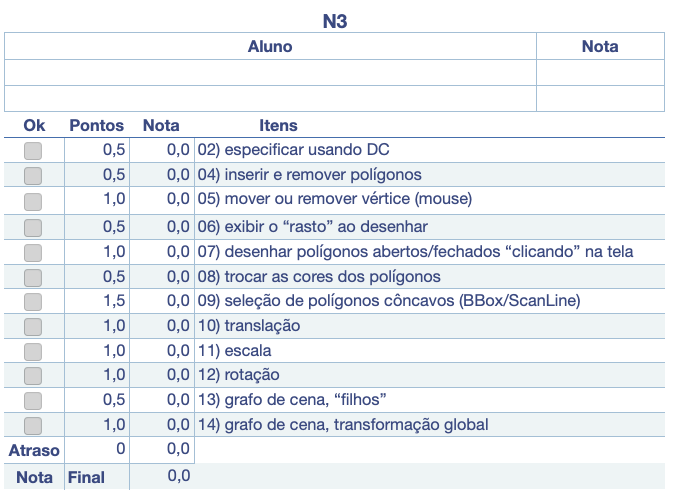 N3
Aluno Nota
Ok Pontos Nota Itens
0,5 0,0 02) especificar usando DC
0,5 0,0 04) inserir e remover polígonos
1,0 0,0 05) mover ou remover vértice (mouse)
0,5 0,0 06) exibir o “rasto” ao desenhar
1,0 0,0 07) desenhar polígonos abertos/fechados “clicando” na tela
0,5 0,0 08) trocar as cores dos polígonos
1,5 0,0 09) seleção de polígonos côncavos (BBox/ScanLine)
1,0 0,0 10) translação
1,0 0,0 11) escala
1,0 0,0 12) rotação
0,5 0,0 13) grafo de cena, “filhos”
1,0 0,0 14) grafo de cena, transformação global
Atraso 0 0,0
Nota Final 0,0